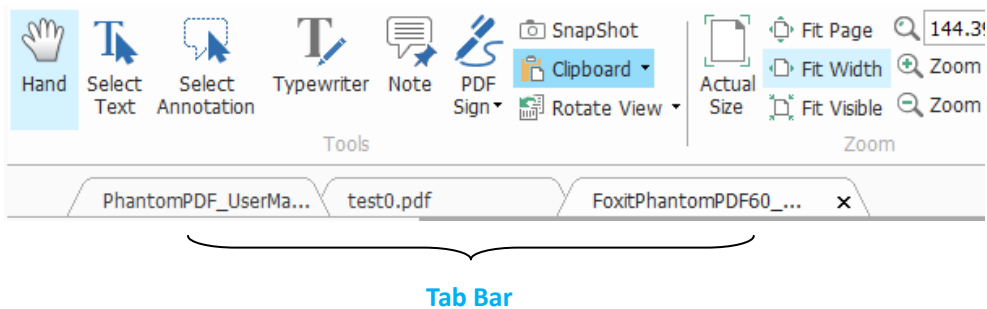 Hand
Select
Text
Select
Annotation
Typewriter
Note
PDF
Sign
SnapShot
Clipboard
Rotate View
Tools
Actual
Size
Fit Page
Fit Width
Fit Visible
144.39
Zoom
Zoom
Zoom
PhantomPDF_UserMa...
test0.pdf
FoxitPhantomPDF60_...
Tab Bar